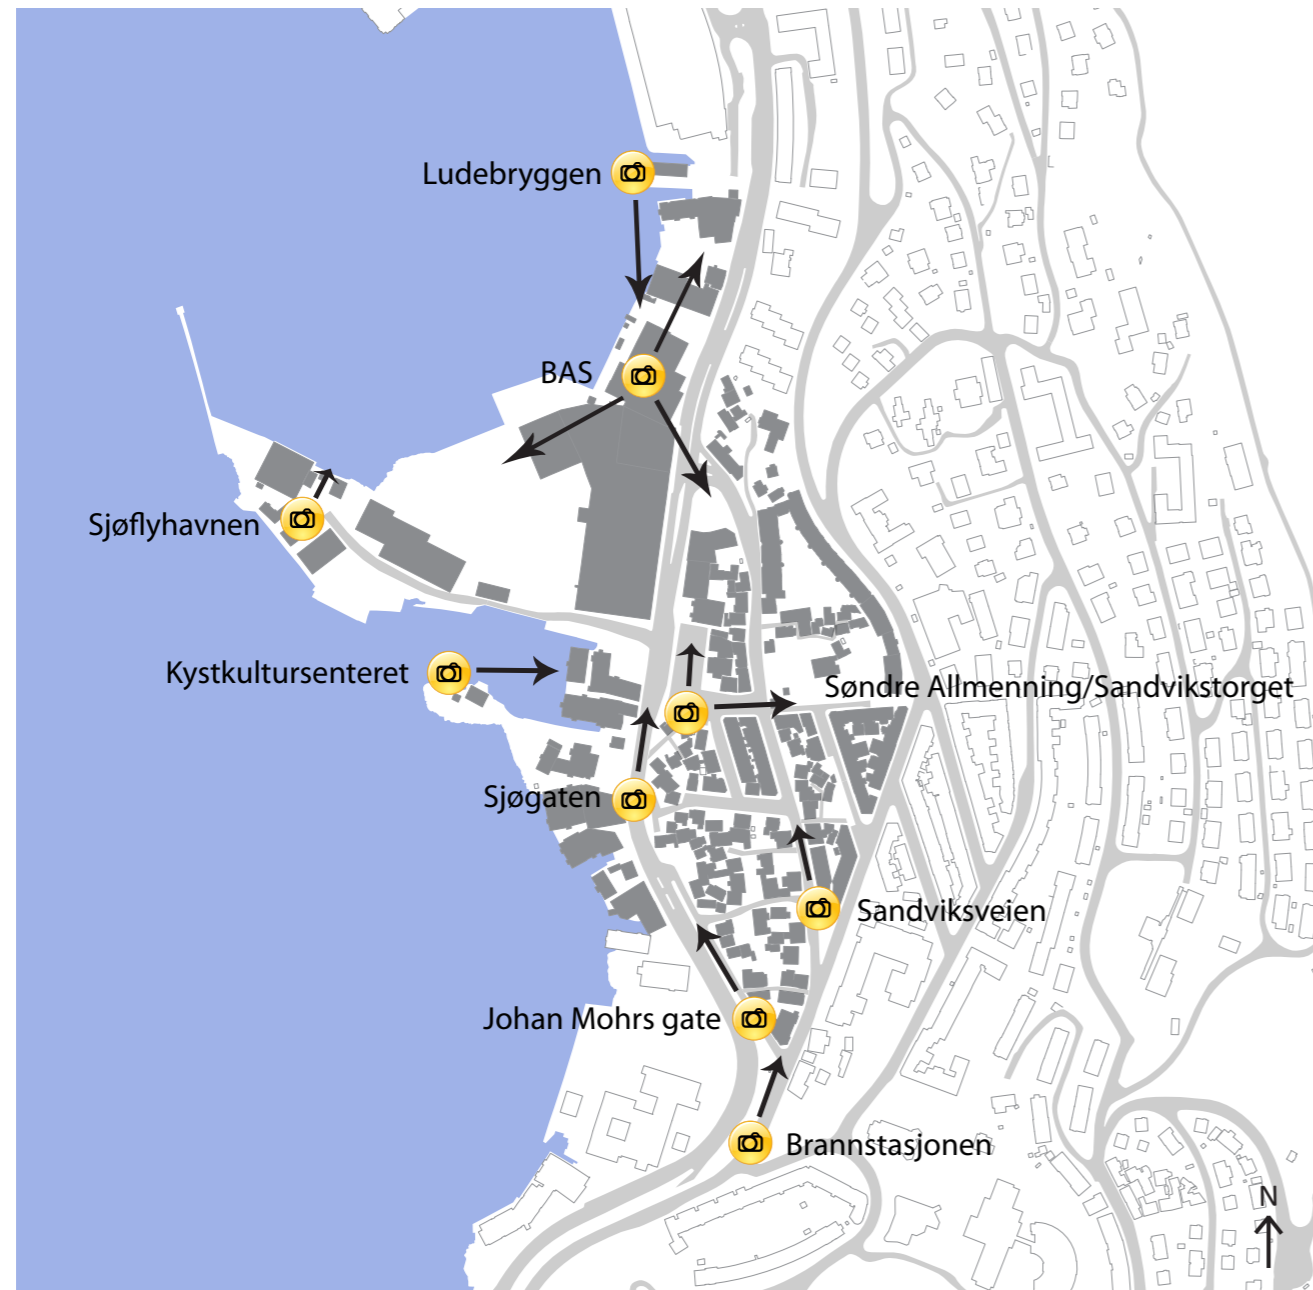 Ludebryggen
BAS
Sjøflyhavnen
Kystkultursenteret
Søndre Allmenning/Sandvikstorget
Sjøgaten
Sandviksveien
Johan Mohrs gate
Brannstasjonen
N